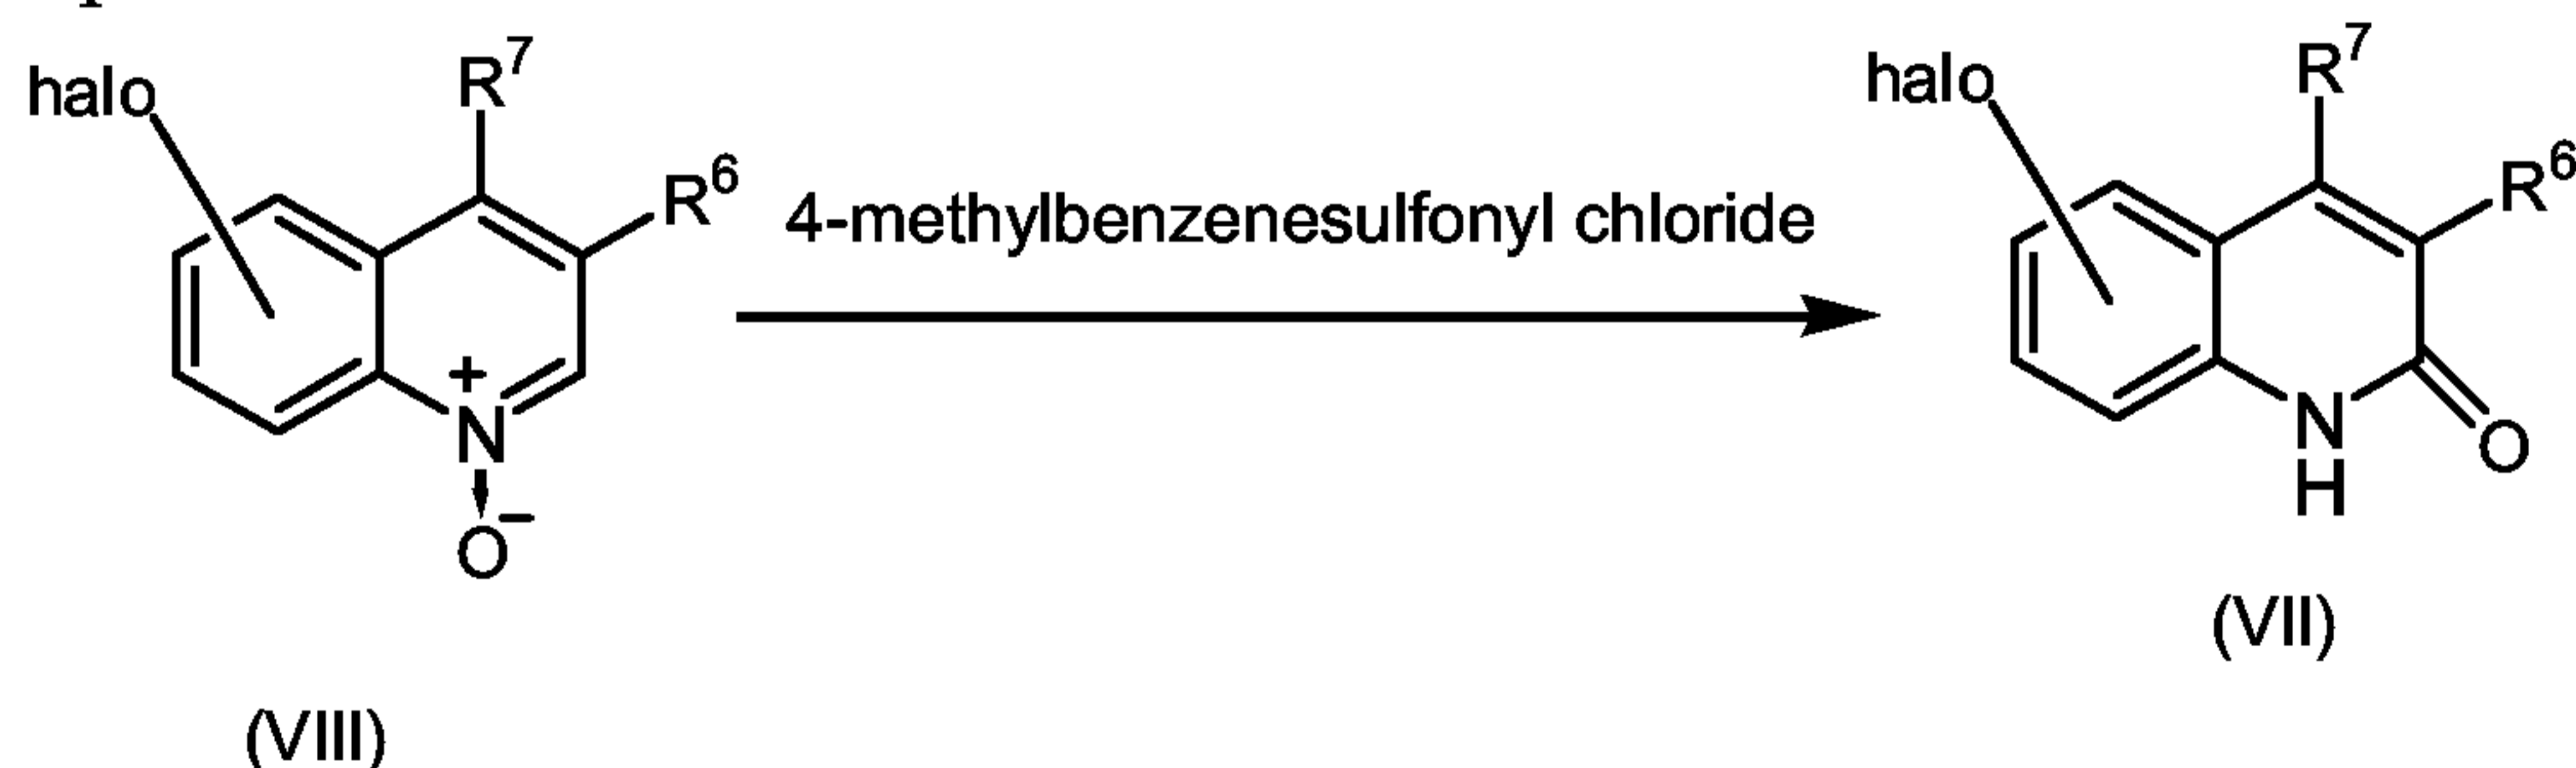 halo R⁷ R⁶
N⁺
O⁻
(VIII)
4-methylbenzenesulfonyl chloride
halo R⁷ R⁶
N
H
O
(VII)